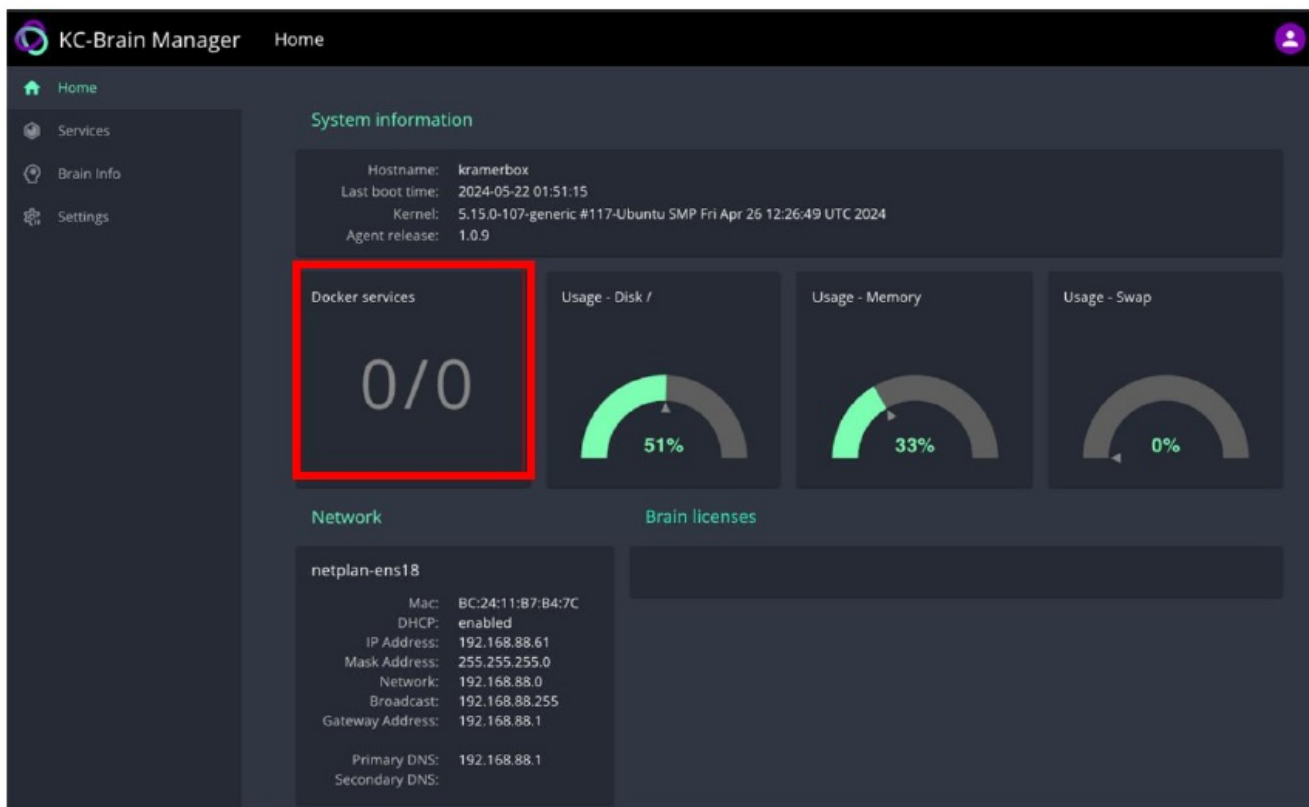 KC-Brain Manager Home
Home
Services
Brain Info
Settings
System information
Hostname: kramerbox
Last boot time: 2024-05-22 01:51:15
Kernel: 5.15.0-107-generic #117-Ubuntu SMP Fri Apr 26 12:26:49 UTC 2024
Agent release: 1.0.9
Docker services
0/0
Usage - Disk /
51%
Usage - Memory
33%
Usage - Swap
0%
Network
netplan-ens18
Mac: BC:24:11:B7:B4:7C
DHCP: enabled
IP Address: 192.168.88.61
Mask Address: 255.255.255.0
Network: 192.168.88.0
Broadcast: 192.168.88.255
Gateway Address: 192.168.88.1
Primary DNS: 192.168.88.1
Secondary DNS:
Brain licenses